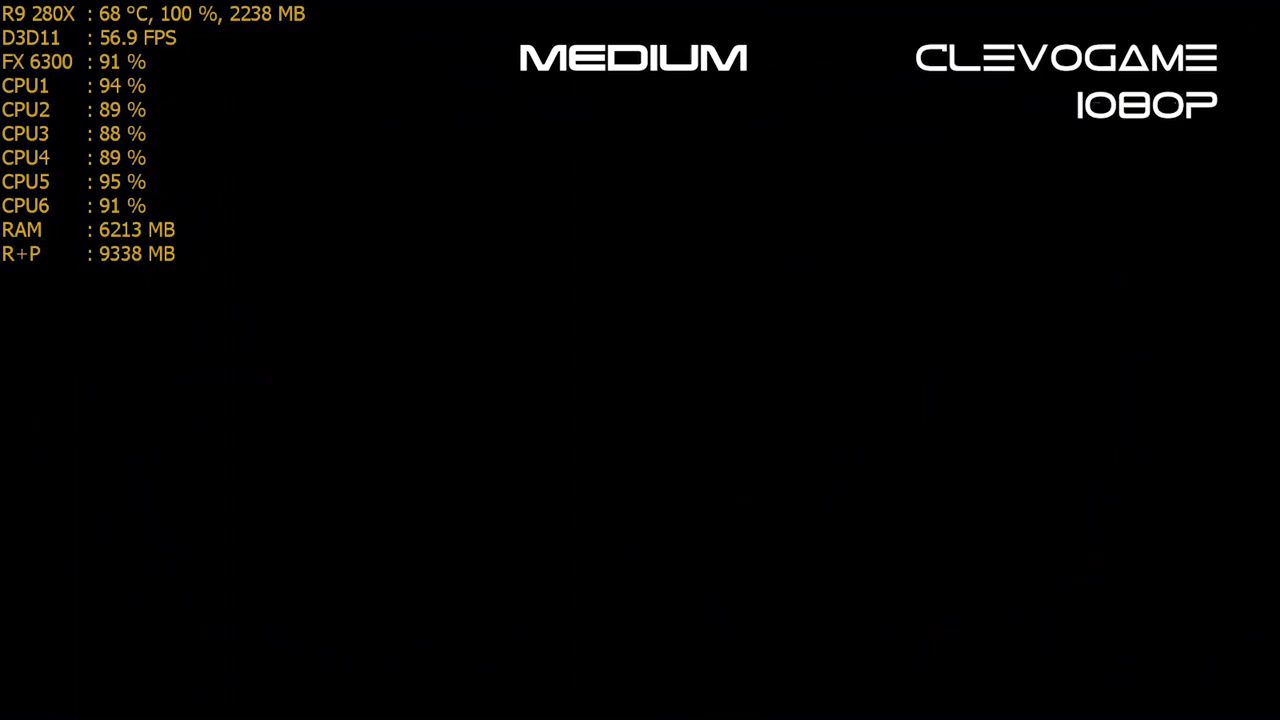 R9 280X : 68 °C, 100 %, 2238 MB
D3D11 : 56.9 FPS
FX 6300 : 91 %
CPU1 : 94 %
CPU2 : 89 %
CPU3 : 88 %
CPU4 : 89 %
CPU5 : 95 %
CPU6 : 91 %
RAM : 6213 MB
R+P : 9338 MB
MEDIUM
CLEVOGAME
1080P